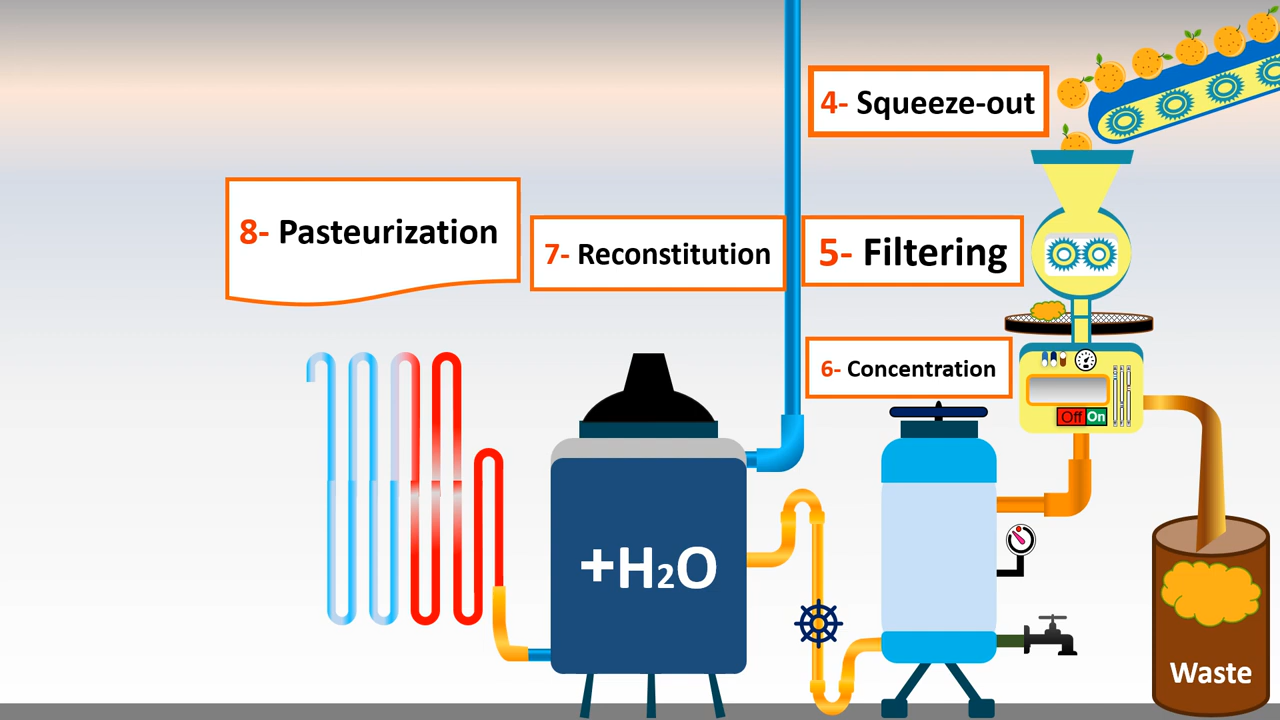 4- Squeeze-out
8- Pasteurization
7- Reconstitution
5- Filtering
6- Concentration
Off On
+H₂O
Waste